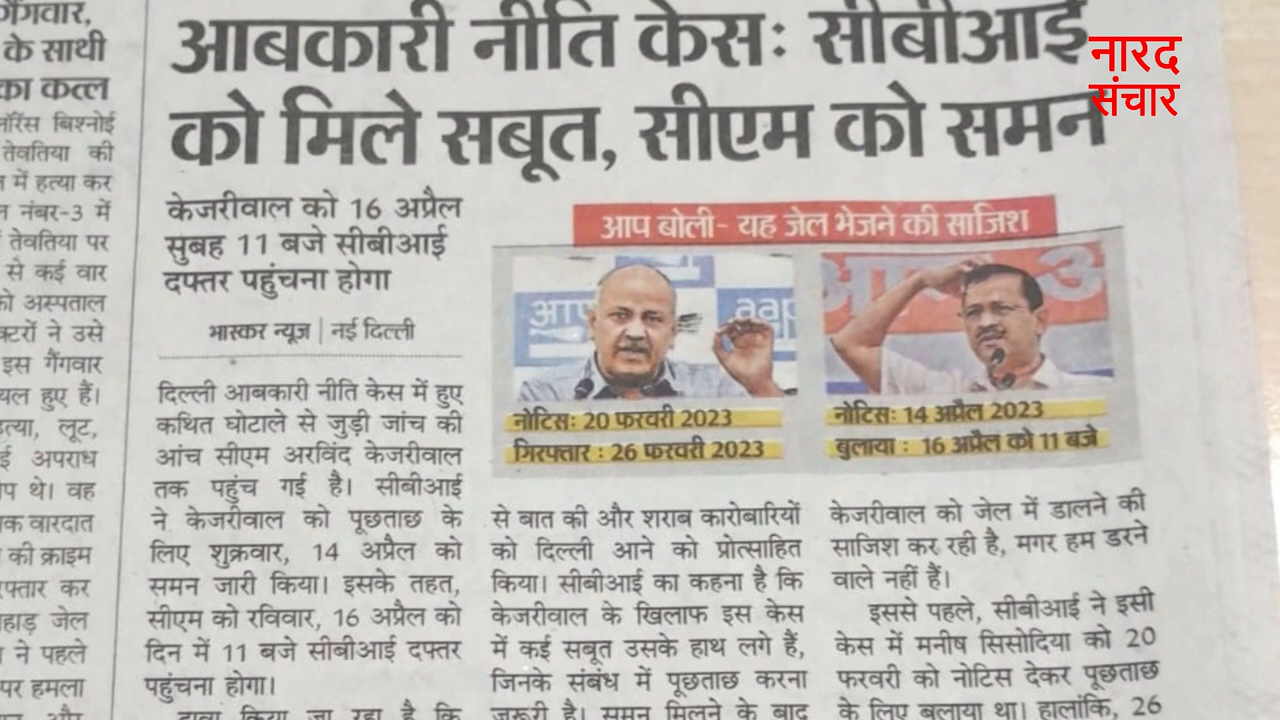 गैंगवार,
के साथी
का कत्ल
लॉरेंस बिश्नोई
तेवतिया की
में हत्या कर
नंबर-3 में
तेवतिया पर
से कई वार
को अस्पताल
ने उसे
इस गैंगवार
हुए हैं।
हत्या, लूट,
अपराध
थे। वह
वारदात
की क्राइम
कर
जेल
ने पहले
पर हमला
और
आबकारी नीति केसः सीबीआई
को मिले सबूत, सीएम को समन
नारद
संचार
केजरीवाल को 16 अप्रैल
सुबह 11 बजे सीबीआई
दफ्तर पहुंचना होगा
भास्कर न्यूज | नई दिल्ली
दिल्ली आबकारी नीति केस में हुए
कथित घोटाले से जुड़ी जांच की
आंच सीएम अरविंद केजरीवाल
तक पहुंच गई है। सीबीआई
ने केजरीवाल को पूछताछ के
लिए शुक्रवार, 14 अप्रैल को
समन जारी किया। इसके तहत,
सीएम को रविवार, 16 अप्रैल को
दिन में 11 बजे सीबीआई दफ्तर
पहुंचना होगा।
दावा किया जा रहा है कि
आप बोली- यह जेल भेजने की साजिश
आप
aap
नोटिसः 20 फरवरी 2023
गिरफ्तार : 26 फरवरी 2023
नोटिसः 14 अप्रैल 2023
बुलाया : 16 अप्रैल को 11 बजे
से बात की और शराब कारोबारियों
को दिल्ली आने को प्रोत्साहित
किया। सीबीआई का कहना है कि
केजरीवाल के खिलाफ इस केस
में कई सबूत उसके हाथ लगे हैं,
जिनके संबंध में पूछताछ करना
जरूरी है। समन मिलने के बाद
केजरीवाल को जेल में डालने की
साजिश कर रही है, मगर हम डरने
वाले नहीं हैं।
इससे पहले, सीबीआई ने इसी
केस में मनीष सिसोदिया को 20
फरवरी को नोटिस देकर पूछताछ
के लिए बुलाया था। हालांकि, 26